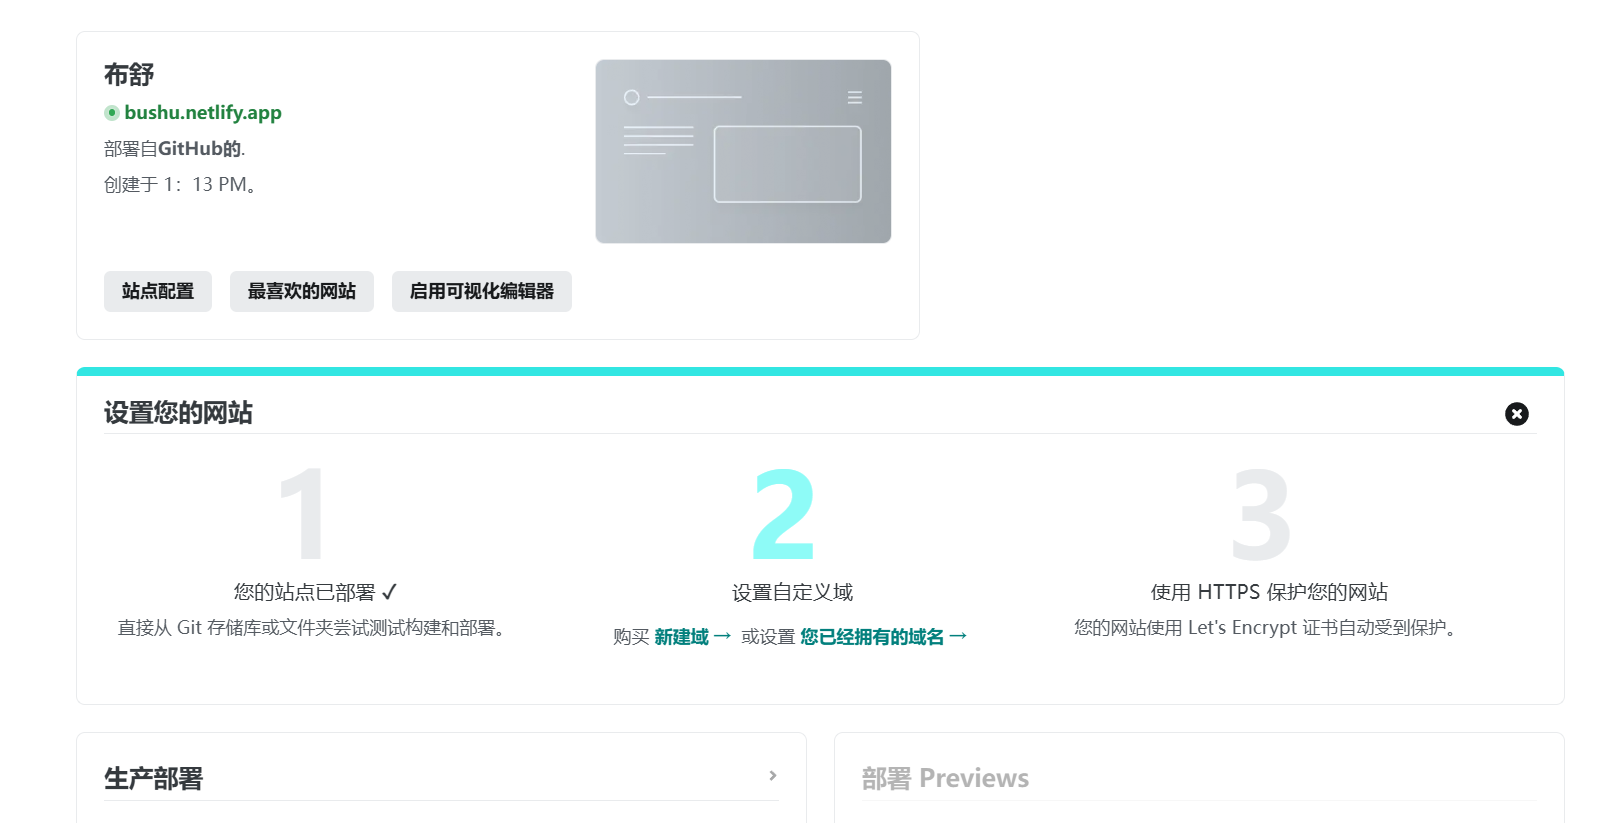 布舒
bushu.netlify.app
部署自GitHub的.
创建于 1：13 PM。
站点配置
最喜欢的网站
启用可视化编辑器
设置您的网站
1
您的站点已部署 ✓
直接从 Git 存储库或文件夹尝试测试构建和部署。
2
设置自定义域
购买 新建域 → 或设置 您已经拥有的域名 →
3
使用 HTTPS 保护您的网站
您的网站使用 Let's Encrypt 证书自动受到保护。
生产部署
部署 Previews